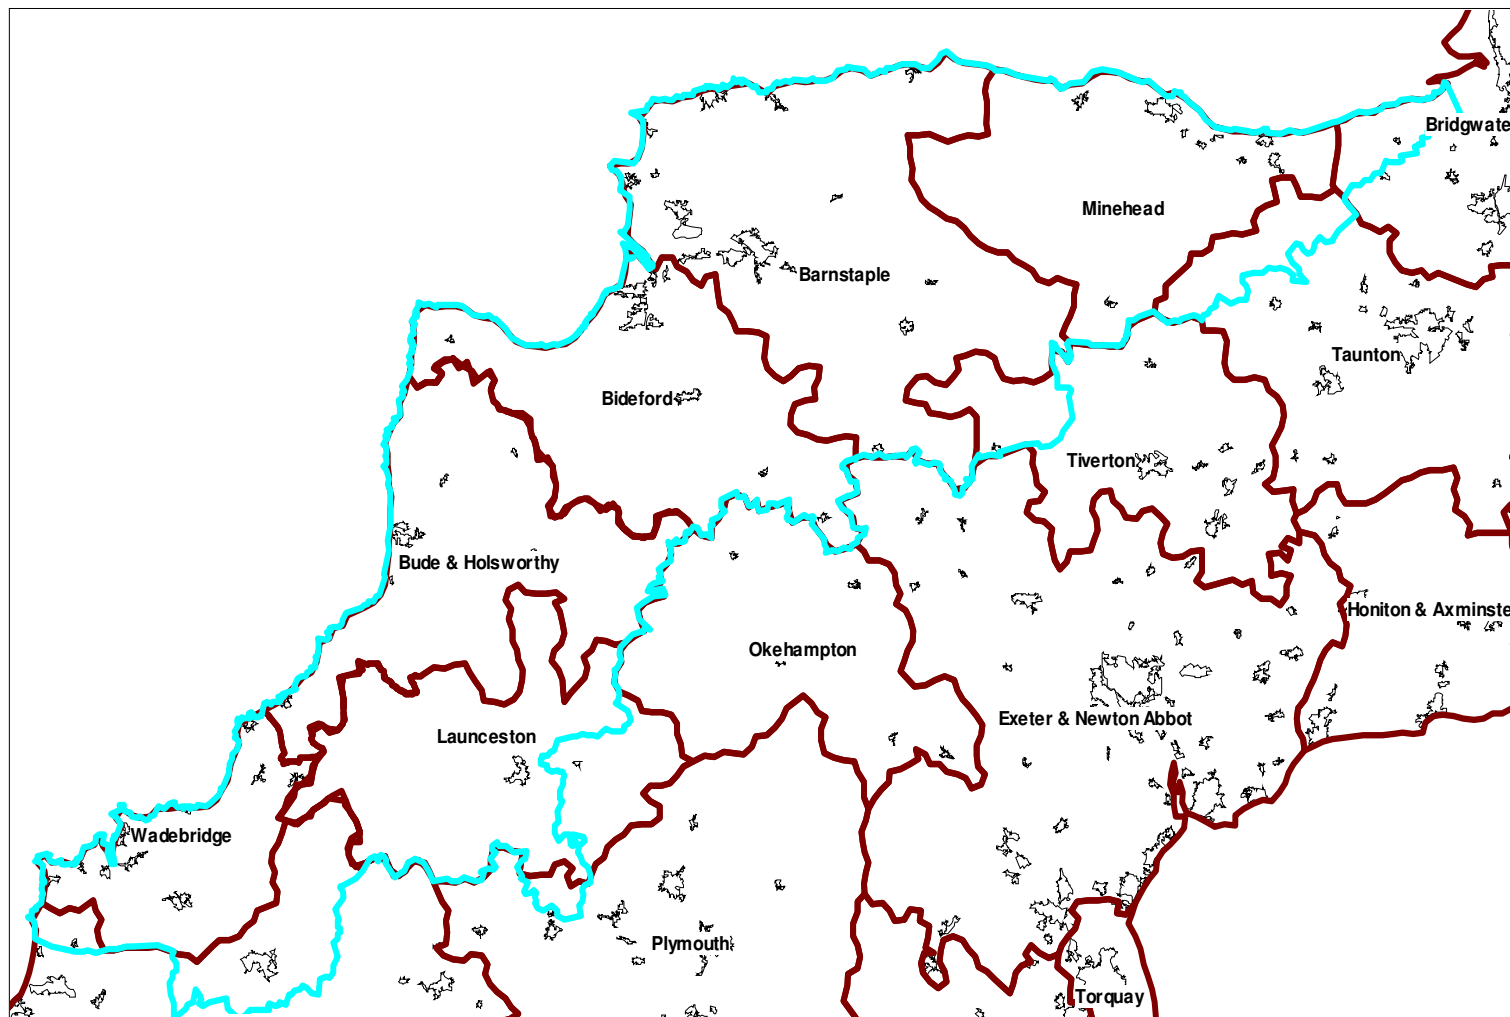 Bridgwate
Minehead
Barnstaple
Taunton
Bideford
Tiverton
Bude & Holsworthy
Honiton & Axminste
Okehampton
Exeter & Newton Abbot
Launceston
Wadebridge
Plymouth
Torquay